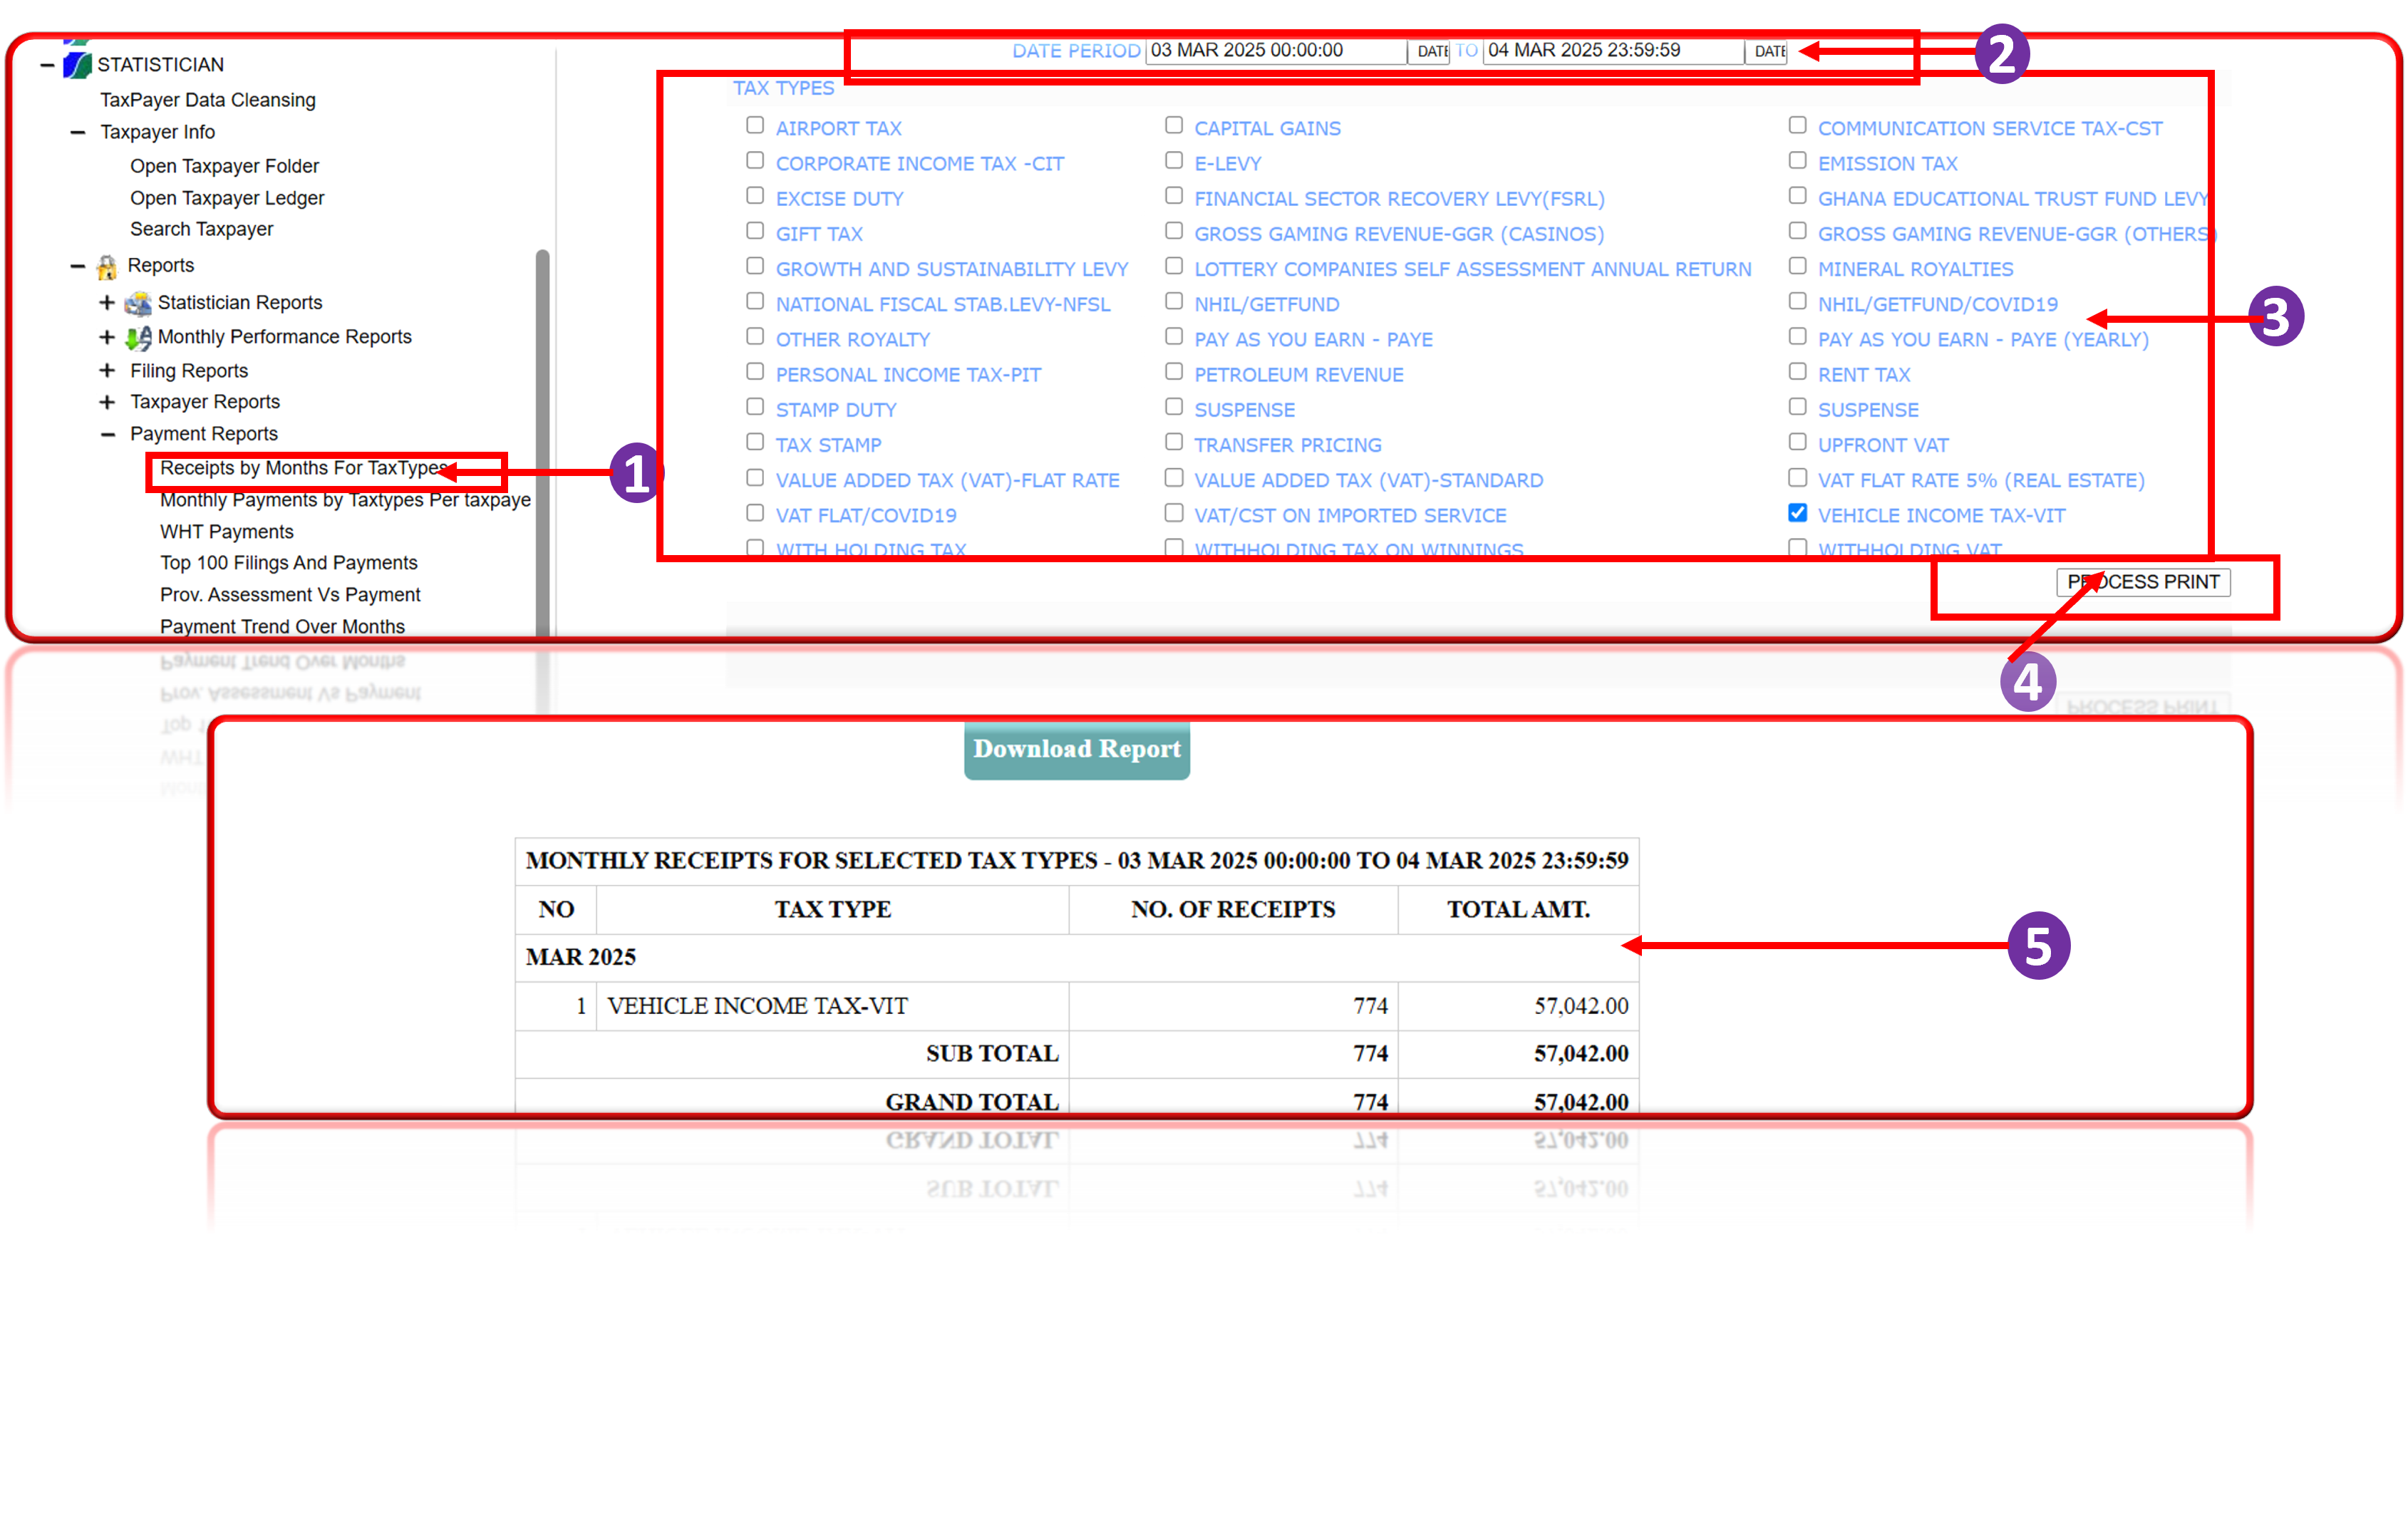 STATISTICIAN
TaxPayer Data Cleansing
Taxpayer Info
Open Taxpayer Folder
Open Taxpayer Ledger
Search Taxpayer
Reports
Statistician Reports
Monthly Performance Reports
Filing Reports
Taxpayer Reports
Payment Reports
Receipts by Months For TaxTypes
Monthly Payments by Taxtypes Per taxpaye
WHT Payments
Top 100 Filings And Payments
Prov. Assessment Vs Payment
Payment Trend Over Months
1
DATE PERIOD 03 MAR 2025 00:00:00 DATE TO 04 MAR 2025 23:59:59 DATE
2
TAX TYPES
AIRPORT TAX CAPITAL GAINS COMMUNICATION SERVICE TAX-CST
CORPORATE INCOME TAX -CIT E-LEVY EMISSION TAX
EXCISE DUTY FINANCIAL SECTOR RECOVERY LEVY(FSRL) GHANA EDUCATIONAL TRUST FUND LEVY
GIFT TAX GROSS GAMING REVENUE-GGR (CASINOS) GROSS GAMING REVENUE-GGR (OTHERS)
GROWTH AND SUSTAINABILITY LEVY LOTTERY COMPANIES SELF ASSESSMENT ANNUAL RETURN MINERAL ROYALTIES
NATIONAL FISCAL STAB.LEVY-NFSL NHIL/GETFUND NHIL/GETFUND/COVID19
3
OTHER ROYALTY PAY AS YOU EARN - PAYE PAY AS YOU EARN - PAYE (YEARLY)
PERSONAL INCOME TAX-PIT PETROLEUM REVENUE RENT TAX
STAMP DUTY SUSPENSE SUSPENSE
TAX STAMP TRANSFER PRICING UPFRONT VAT
VALUE ADDED TAX (VAT)-FLAT RATE VALUE ADDED TAX (VAT)-STANDARD VAT FLAT RATE 5% (REAL ESTATE)
VAT FLAT/COVID19 VAT/CST ON IMPORTED SERVICE VEHICLE INCOME TAX-VIT
WITH HOLDING TAX WITHHOLDING TAX ON WINNINGS WITHHOLDING VAT
PROCESS PRINT
4
Download Report
MONTHLY RECEIPTS FOR SELECTED TAX TYPES - 03 MAR 2025 00:00:00 TO 04 MAR 2025 23:59:59
NO TAX TYPE NO. OF RECEIPTS TOTAL AMT.
5
MAR 2025
1 VEHICLE INCOME TAX-VIT 774 57,042.00
SUB TOTAL 774 57,042.00
GRAND TOTAL 774 57,042.00